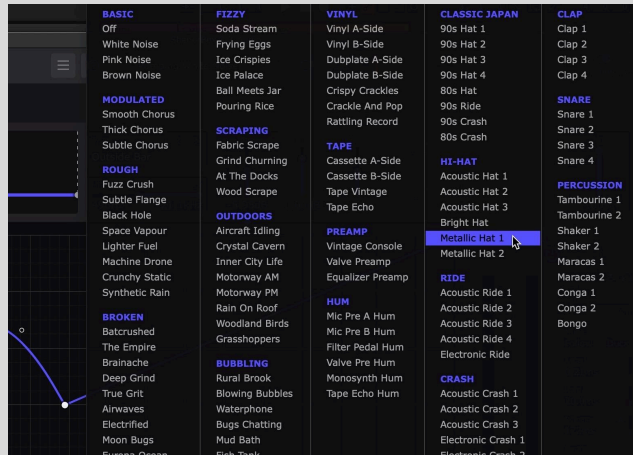 BASIC
Off
White Noise
Pink Noise
Brown Noise
MODULATED
Smooth Chorus
Thick Chorus
Subtle Chorus
ROUGH
Fuzz Crush
Subtle Flange
Black Hole
Space Vapour
Lighter Fuel
Machine Drone
Crunchy Static
Synthetic Rain
BROKEN
Batcrushed
The Empire
Brainache
Deep Grind
True Grit
Airwaves
Electrified
Moon Bugs
Europa Ocean
FIZZY
Soda Stream
Frying Eggs
Ice Crispies
Ice Palace
Ball Meets Jar
Pouring Rice
SCRAPING
Fabric Scrape
Grind Churning
At The Docks
Wood Scrape
OUTDOORS
Aircraft Idling
Crystal Cavern
Inner City Life
Motorway AM
Motorway PM
Rain On Roof
Woodland Birds
Grasshoppers
BUBBLING
Rural Brook
Blowing Bubbles
Waterphone
Bugs Chatting
Mud Bath
Fish Tank
VINYL
Vinyl A-Side
Vinyl B-Side
Dubplate A-Side
Dubplate B-Side
Crispy Crackles
Crackle And Pop
Rattling Record
TAPE
Cassette A-Side
Cassette B-Side
Tape Vintage
Tape Echo
PREAMP
Vintage Console
Valve Preamp
Equalizer Preamp
HUM
Mic Pre A Hum
Mic Pre B Hum
Filter Pedal Hum
Valve Pre Hum
Monosynth Hum
Tape Echo Hum
CLASSIC JAPAN
90s Hat 1
90s Hat 2
90s Hat 3
90s Hat 4
80s Hat
90s Ride
90s Crash
80s Crash
HI-HAT
Acoustic Hat 1
Acoustic Hat 2
Acoustic Hat 3
Bright Hat
Metallic Hat 1
Metallic Hat 2
RIDE
Acoustic Ride 1
Acoustic Ride 2
Acoustic Ride 3
Acoustic Ride 4
Electronic Ride
CRASH
Acoustic Crash 1
Acoustic Crash 2
Acoustic Crash 3
Electronic Crash 1
Electronic Crash 2
CLAP
Clap 1
Clap 2
Clap 3
Clap 4
SNARE
Snare 1
Snare 2
Snare 3
Snare 4
PERCUSSION
Tambourine 1
Tambourine 2
Shaker 1
Shaker 2
Maracas 1
Maracas 2
Conga 1
Conga 2
Bongo